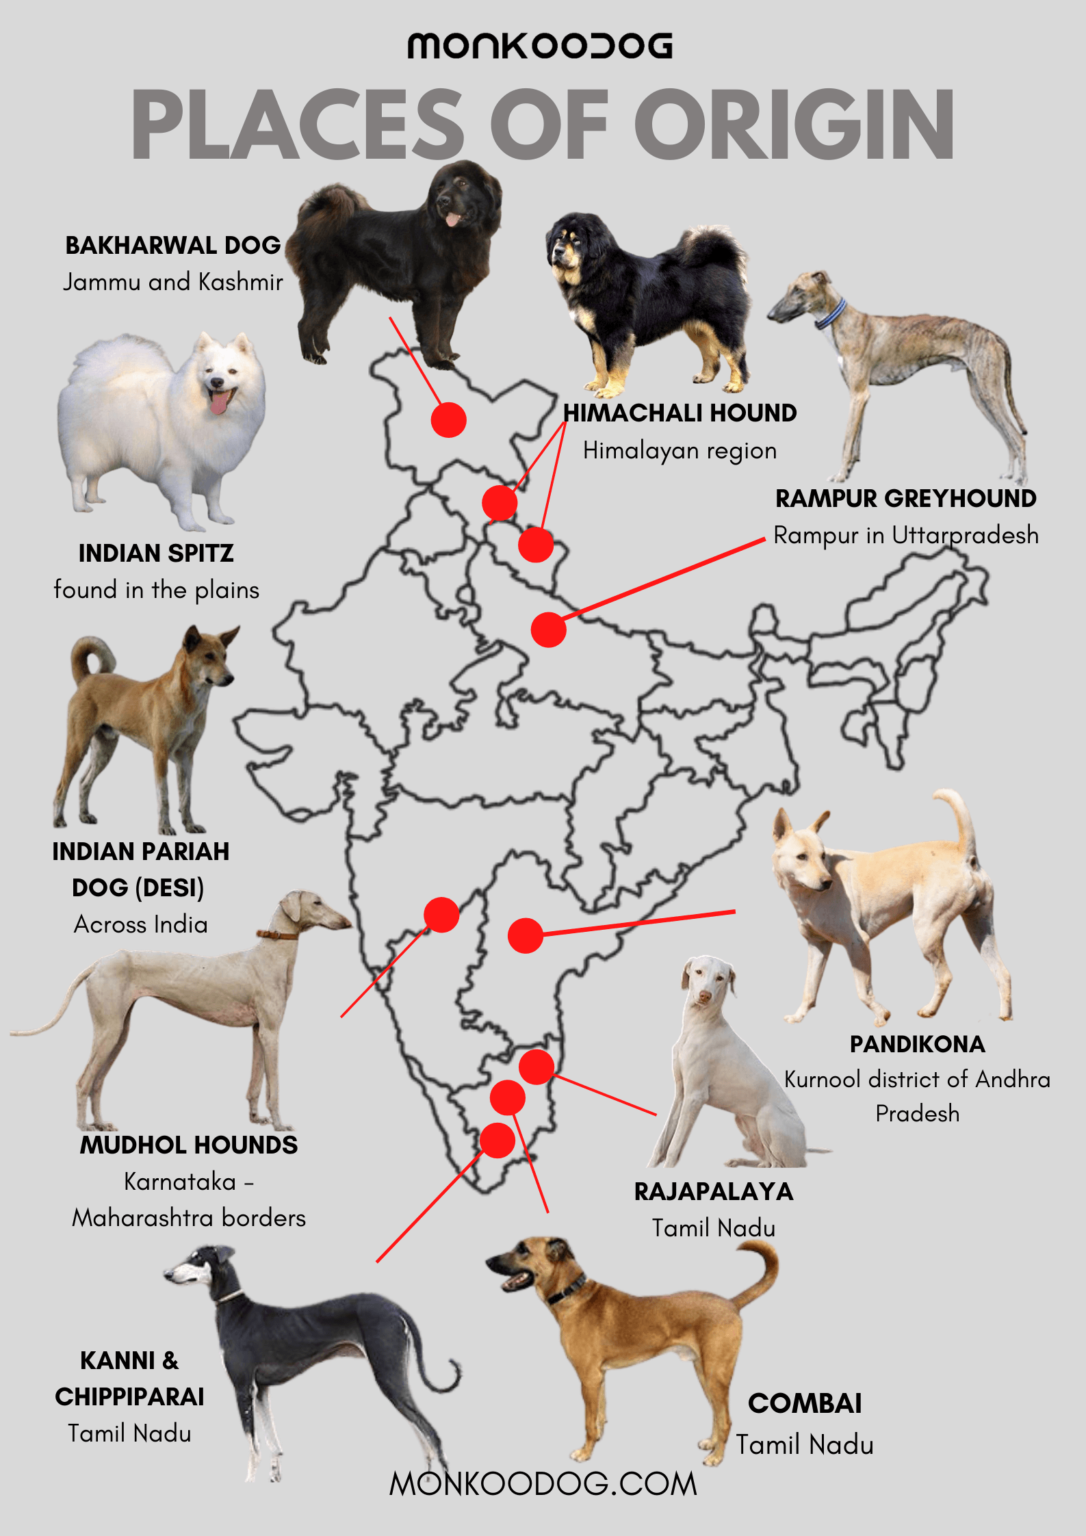 MONKOODOG
PLACES OF ORIGIN
BAKHARWAL DOG
Jammu and Kashmir
HIMACHALI HOUND
Himalayan region
RAMPUR GREYHOUND
Rampur in Uttarpradesh
INDIAN SPITZ
found in the plains
INDIAN PARIAH
DOG (DESI)
Across India
PANDIKONA
Kurnool district of Andhra
Pradesh
MUDHOL HOUNDS
Karnataka -
Maharashtra borders
RAJAPALAYA
Tamil Nadu
KANNI &
CHIPPIPARAI
Tamil Nadu
COMBAI
Tamil Nadu
MONKOODOG.COM